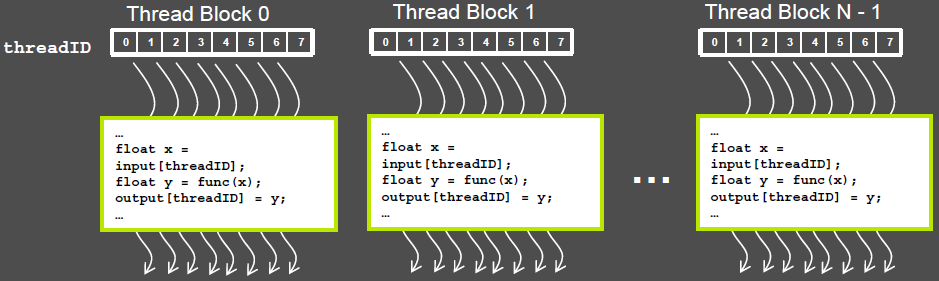 Thread Block 0
Thread Block 1
Thread Block N - 1
threadID
0 1 2 3 4 5 6 7
0 1 2 3 4 5 6 7
0 1 2 3 4 5 6 7
…
float x =
input[threadID];
float y = func(x);
output[threadID] = y;
…
…
float x =
input[threadID];
float y = func(x);
output[threadID] = y;
…
...
…
float x =
input[threadID];
float y = func(x);
output[threadID] = y;
…